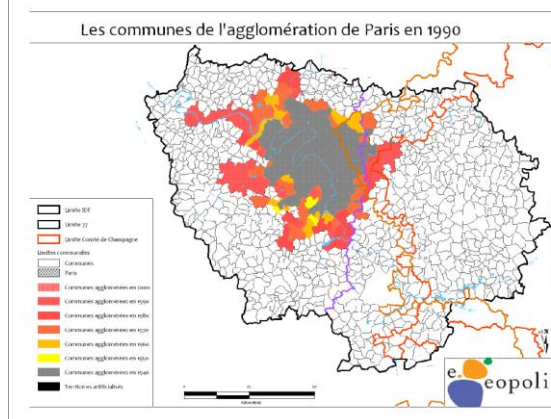 Les communes de l'agglomération de Paris en 1990
Limite IDF
Limite 77
Limite Comté de Champagne
Limites communales
Communes
Paris
Communes agglomérées en 2000
Communes agglomérées en 1990
Communes agglomérées en 1980
Communes agglomérées en 1970
Communes agglomérées en 1960
Communes agglomérées en 1950
Communes agglomérées en 1940
Territoires artificialisés
e.
eopoli